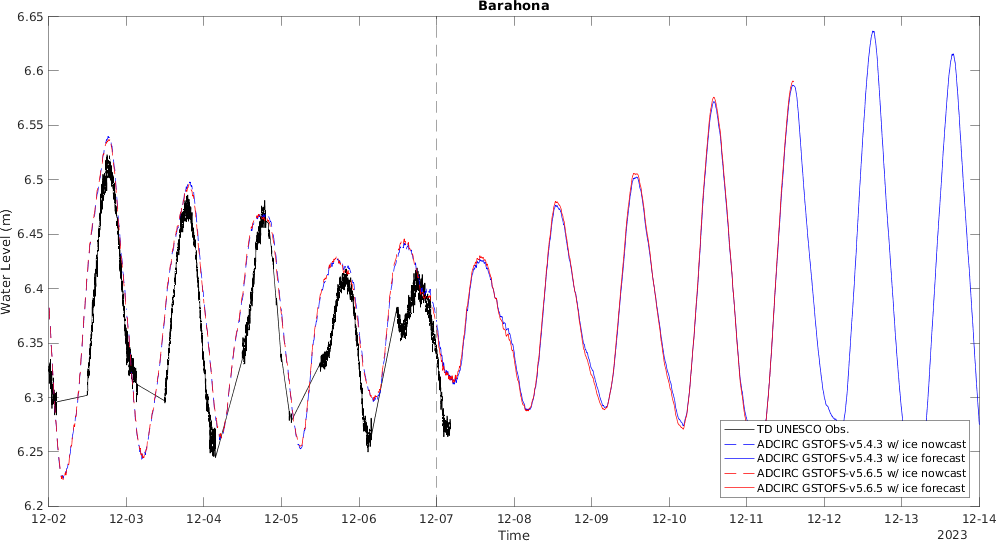 Barahona
Water Level (m)
6.65
6.6
6.55
6.5
6.45
6.4
6.35
6.3
6.25
6.2
TD UNESCO Obs.
ADCIRC GSTOFS-v5.4.3 w/ ice nowcast
ADCIRC GSTOFS-v5.4.3 w/ ice forecast
ADCIRC GSTOFS-v5.6.5 w/ ice nowcast
ADCIRC GSTOFS-v5.6.5 w/ ice forecast
12-02 12-03 12-04 12-05 12-06 12-07 12-08 12-09 12-10 12-11 12-12 12-13 12-14
Time
2023